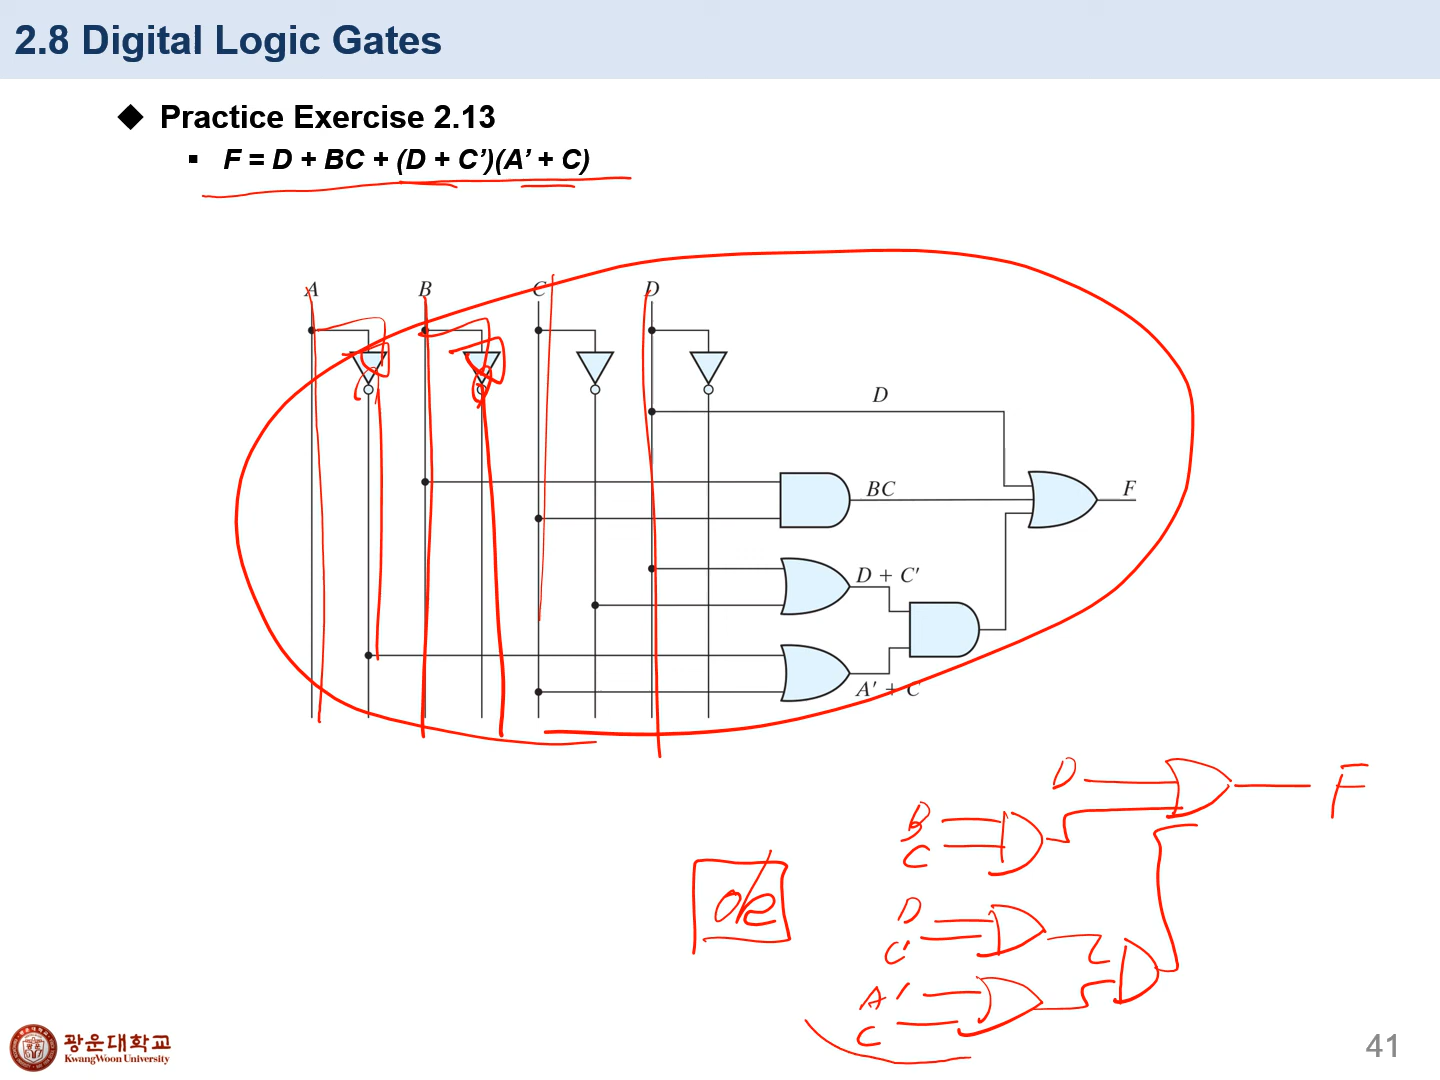 2.8 Digital Logic Gates
◆ Practice Exercise 2.13
▪ F = D + BC + (D + C’)(A’ + C)
A B C D
D
BC
F
D + C′
A′ + C
D
F
B
C
D
C'
A'
C
광운대학교
KwangWoon University
41